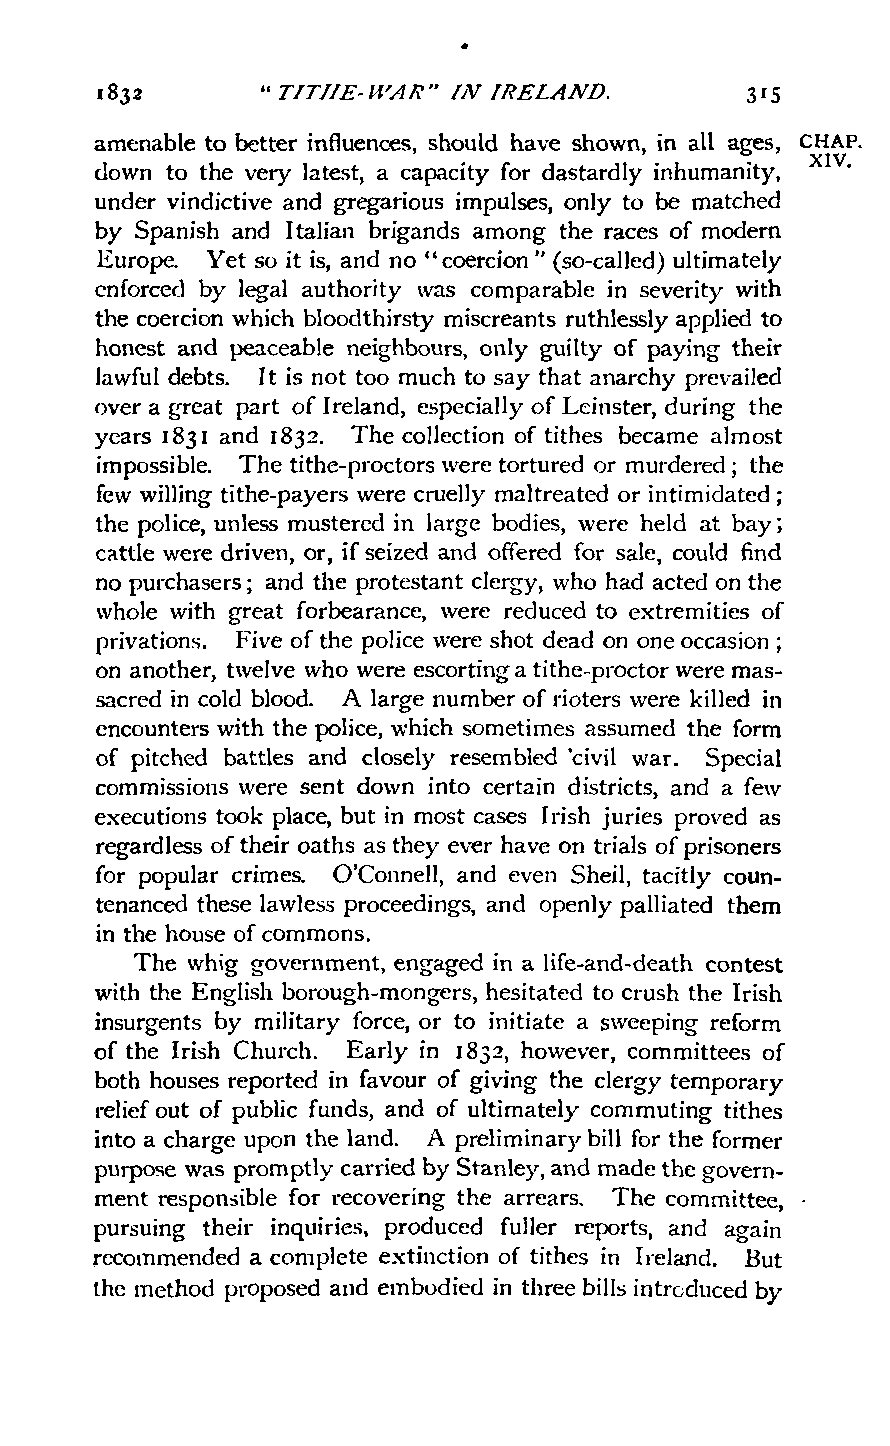 1832 “TITHE-WAR” IN IRELAND. 315
amenable to better influences, should have shown, in all ages, CHAP.
down to the very latest, a capacity for dastardly inhumanity, XIV.
under vindictive and gregarious impulses, only to be matched
by Spanish and Italian brigands among the races of modern
Europe. Yet so it is, and no “coercion” (so-called) ultimately
enforced by legal authority was comparable in severity with
the coercion which bloodthirsty miscreants ruthlessly applied to
honest and peaceable neighbours, only guilty of paying their
lawful debts. It is not too much to say that anarchy prevailed
over a great part of Ireland, especially of Leinster, during the
years 1831 and 1832. The collection of tithes became almost
impossible. The tithe-proctors were tortured or murdered; the
few willing tithe-payers were cruelly maltreated or intimidated;
the police, unless mustered in large bodies, were held at bay;
cattle were driven, or, if seized and offered for sale, could find
no purchasers; and the protestant clergy, who had acted on the
whole with great forbearance, were reduced to extremities of
privations. Five of the police were shot dead on one occasion;
on another, twelve who were escorting a tithe-proctor were mas-
sacred in cold blood. A large number of rioters were killed in
encounters with the police, which sometimes assumed the form
of pitched battles and closely resembled civil war. Special
commissions were sent down into certain districts, and a few
executions took place, but in most cases Irish juries proved as
regardless of their oaths as they ever have on trials of prisoners
for popular crimes. O'Connell, and even Sheil, tacitly coun-
tenanced these lawless proceedings, and openly palliated them
in the house of commons.
The whig government, engaged in a life-and-death contest
with the English borough-mongers, hesitated to crush the Irish
insurgents by military force, or to initiate a sweeping reform
of the Irish Church. Early in 1832, however, committees of
both houses reported in favour of giving the clergy temporary
relief out of public funds, and of ultimately commuting tithes
into a charge upon the land. A preliminary bill for the former
purpose was promptly carried by Stanley, and made the govern-
ment responsible for recovering the arrears. The committee,
pursuing their inquiries, produced fuller reports, and again
recommended a complete extinction of tithes in Ireland. But
the method proposed and embodied in three bills introduced by